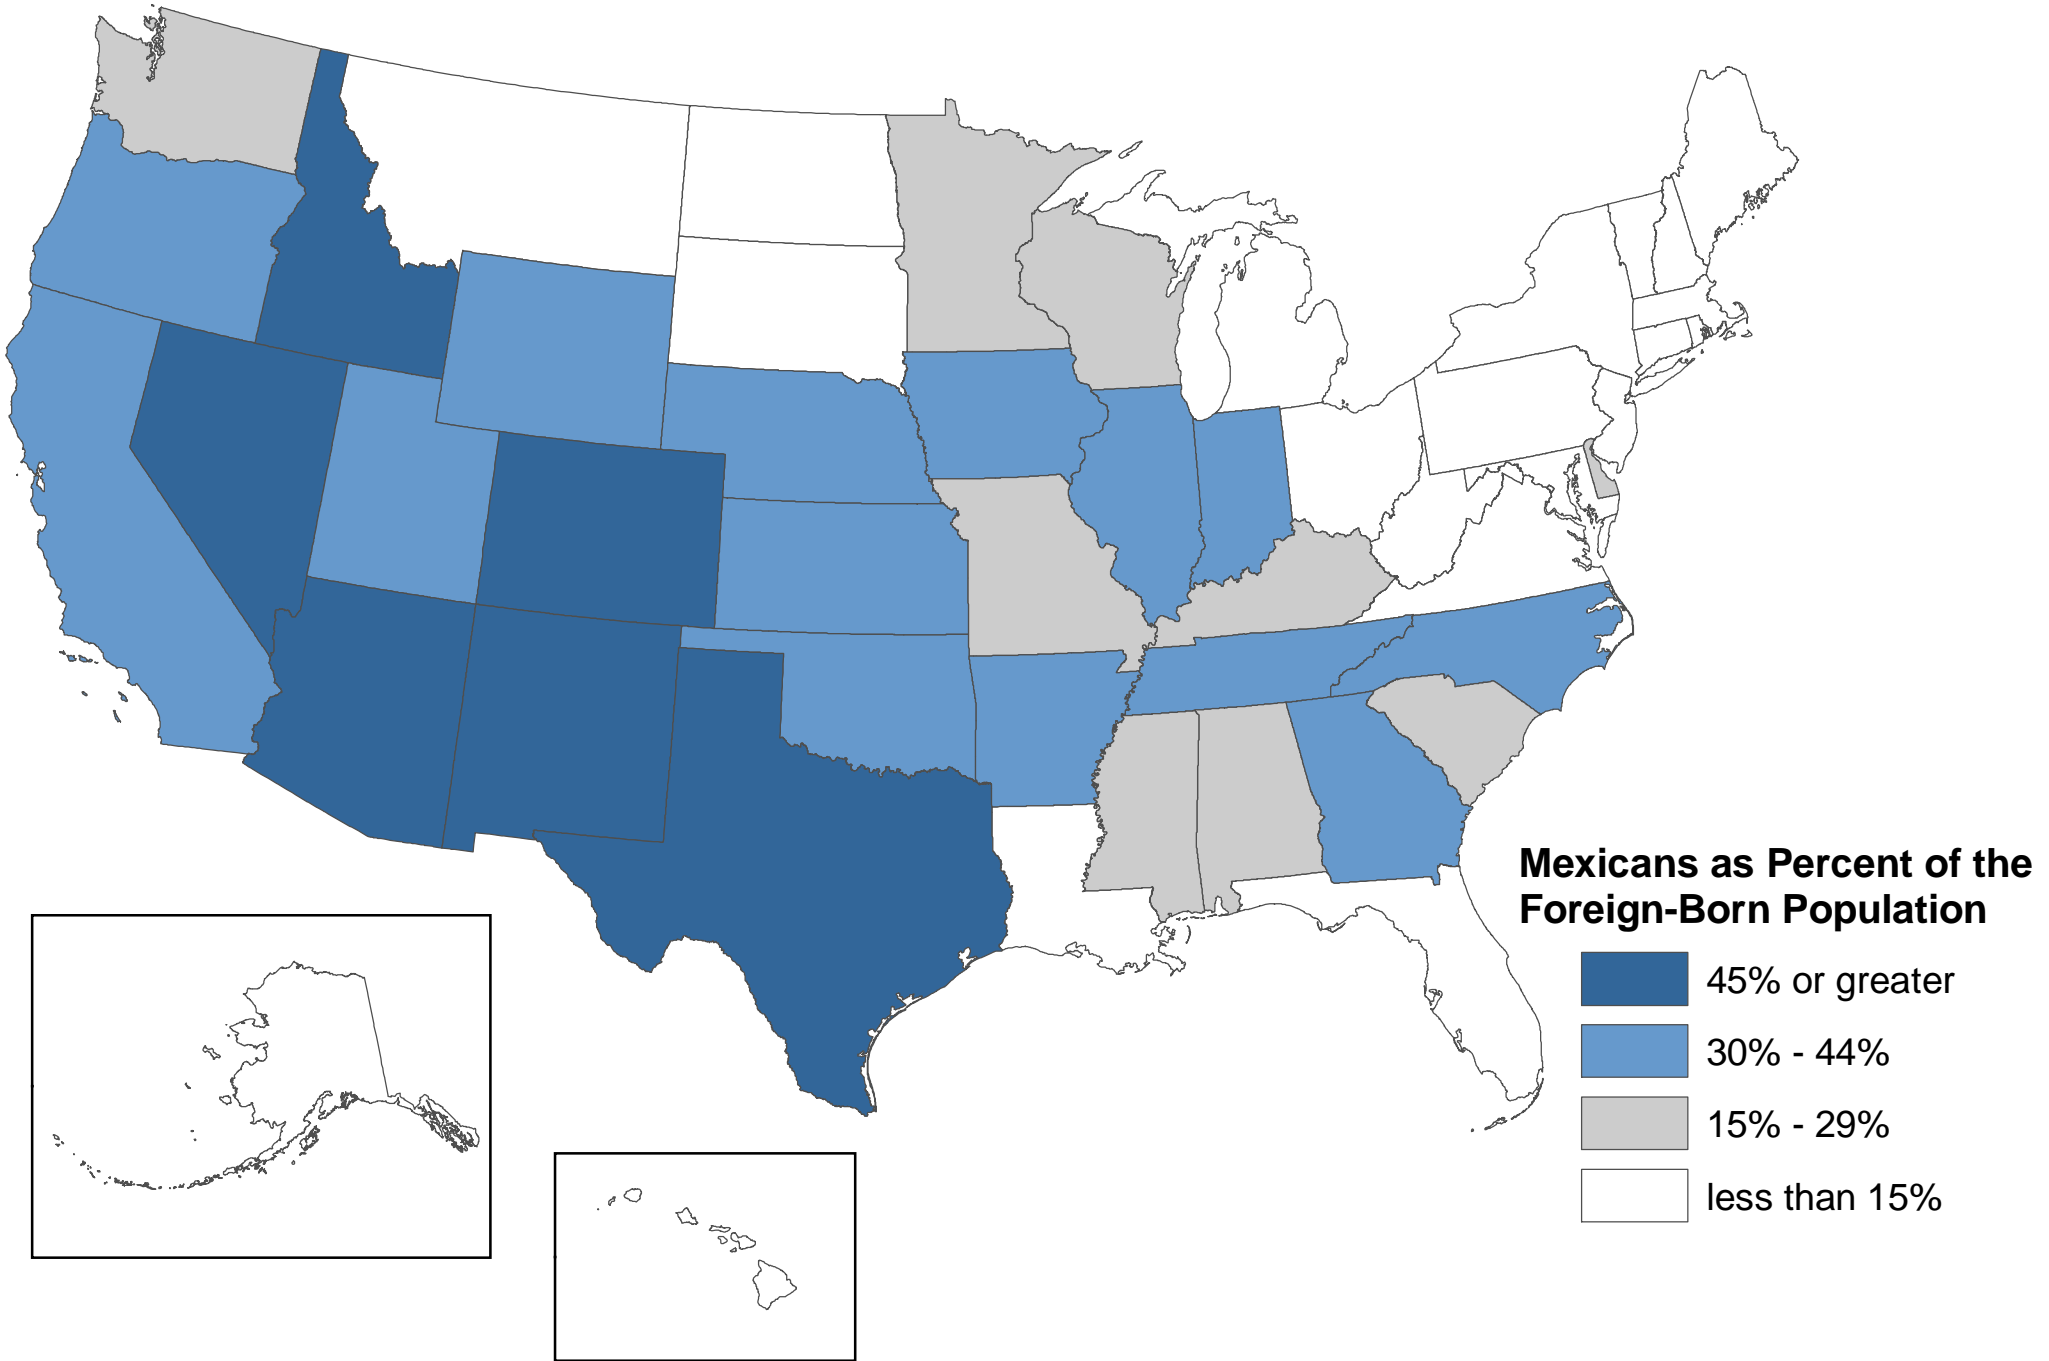 Mexicans as Percent of the
Foreign-Born Population
45% or greater
30% - 44%
15% - 29%
less than 15%